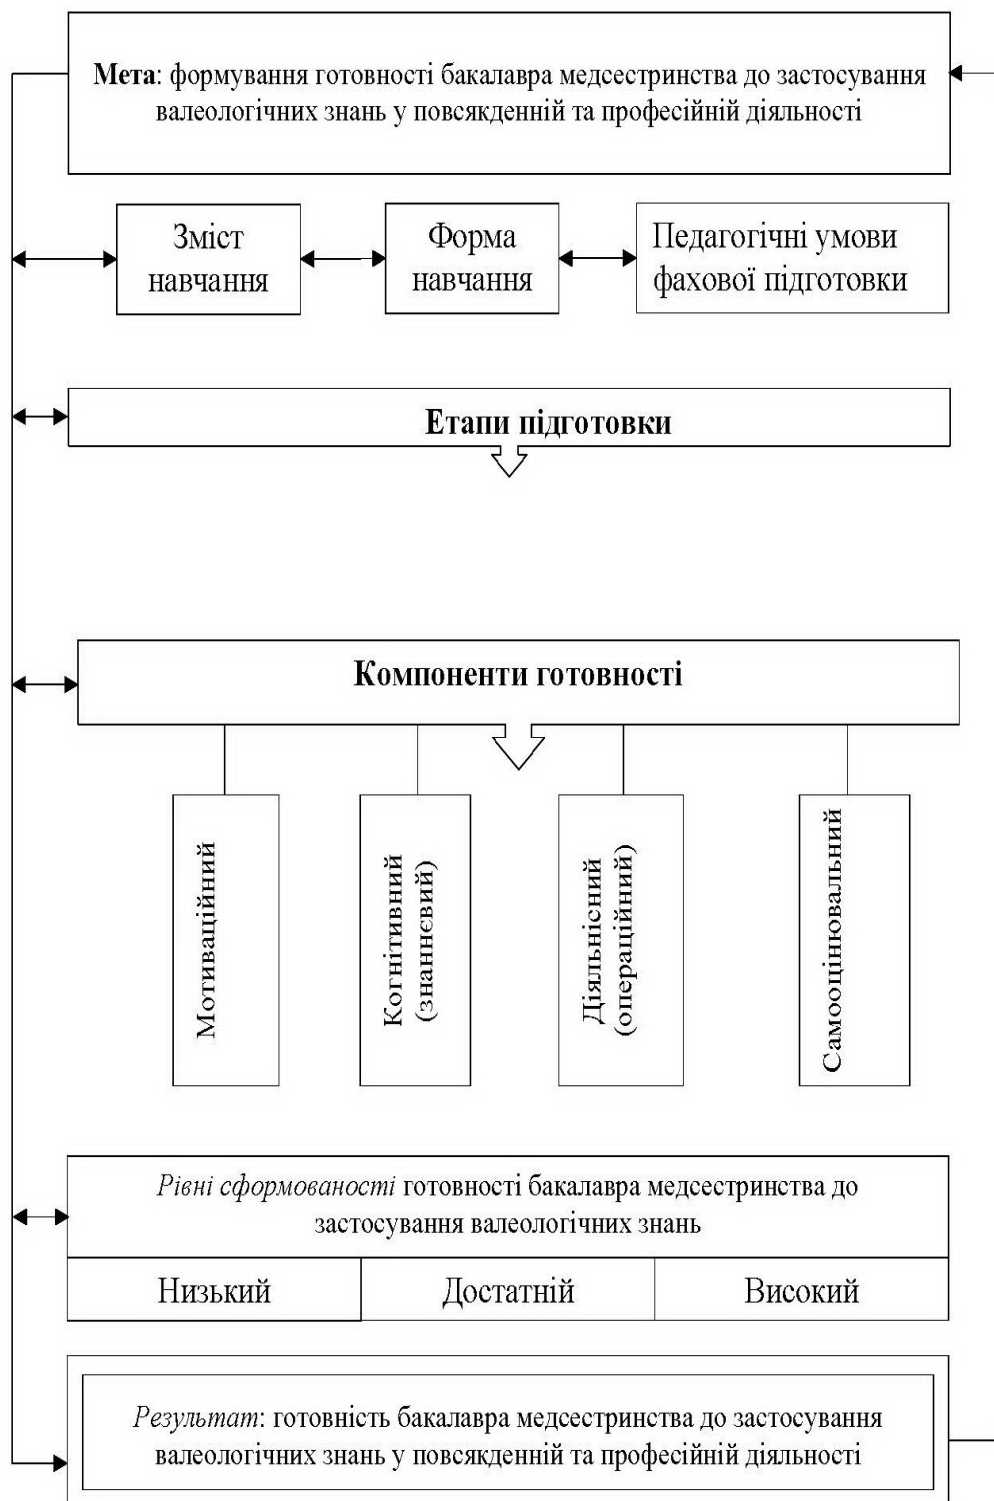 Мета: формування готовності бакалавра медсестринства до застосування
валеологічних знань у повсякденній та професійній діяльності
Зміст
навчання
Форма
навчання
Педагогічні умови
фахової підготовки
Етапи підготовки
Компоненти готовності
Мотиваційний
Когнітивний
(знаннєвий)
Діяльнісний
(операційний)
Самооцінювальний
Рівні сформованості готовності бакалавра медсестринства до
застосування валеологічних знань
Низький
Достатній
Високий
Результат: готовність бакалавра медсестринства до застосування
валеологічних знань у повсякденній та професійній діяльності